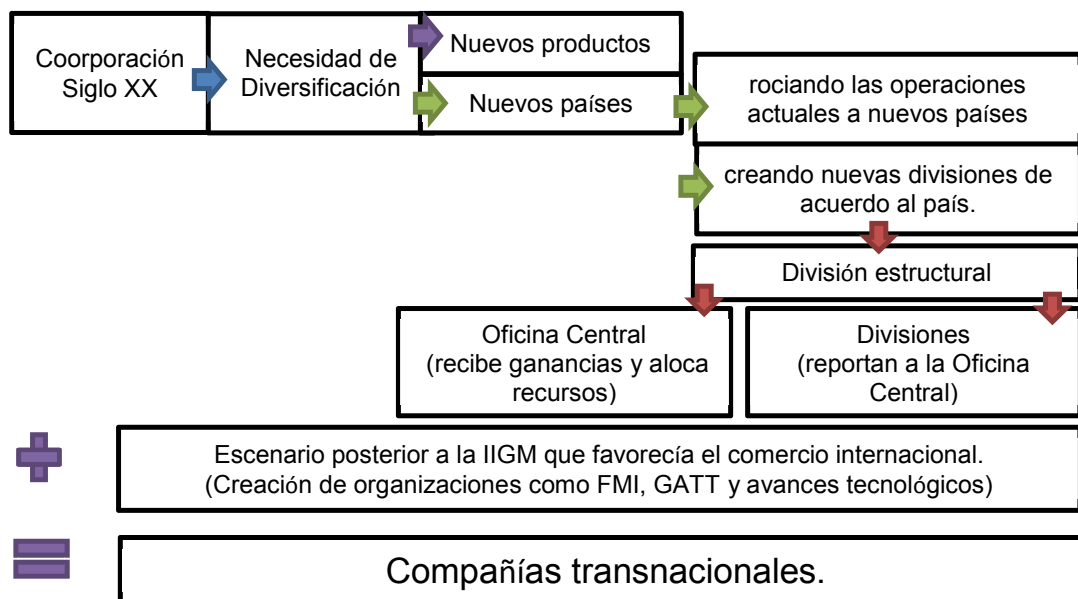 Coorporación
Siglo XX
Necesidad de
Diversificación
Nuevos productos
Nuevos países
rociando las operaciones
actuales a nuevos países
creando nuevas divisiones de
acuerdo al país.
División estructural
Oficina Central
(recibe ganancias y aloca
recursos)
Divisiones
(reportan a la Oficina
Central)
Escenario posterior a la IIGM que favorecía el comercio internacional.
(Creación de organizaciones como FMI, GATT y avances tecnológicos)
Compañías transnacionales.